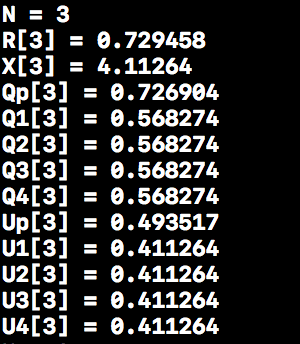 N = 3
R[3] = 0.729458
X[3] = 4.11264
Qp[3] = 0.726904
Q1[3] = 0.568274
Q2[3] = 0.568274
Q3[3] = 0.568274
Q4[3] = 0.568274
Up[3] = 0.493517
U1[3] = 0.411264
U2[3] = 0.411264
U3[3] = 0.411264
U4[3] = 0.411264